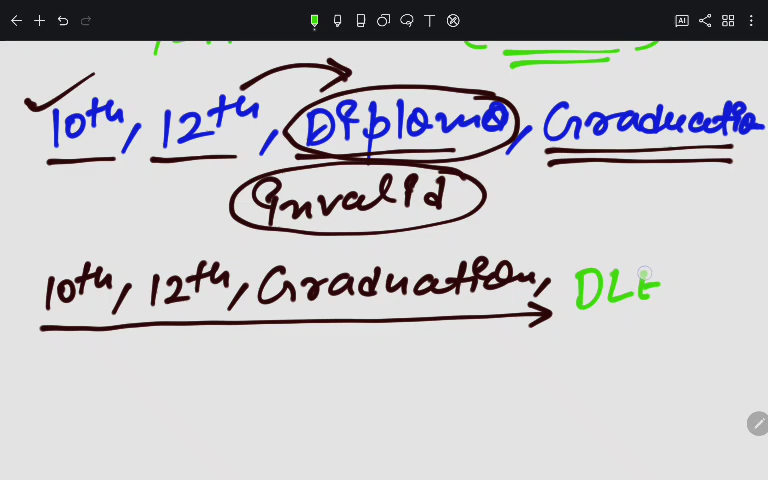 10th, 12th, Diploma, Graduation
invalid
10th, 12th, Graduation, DLE